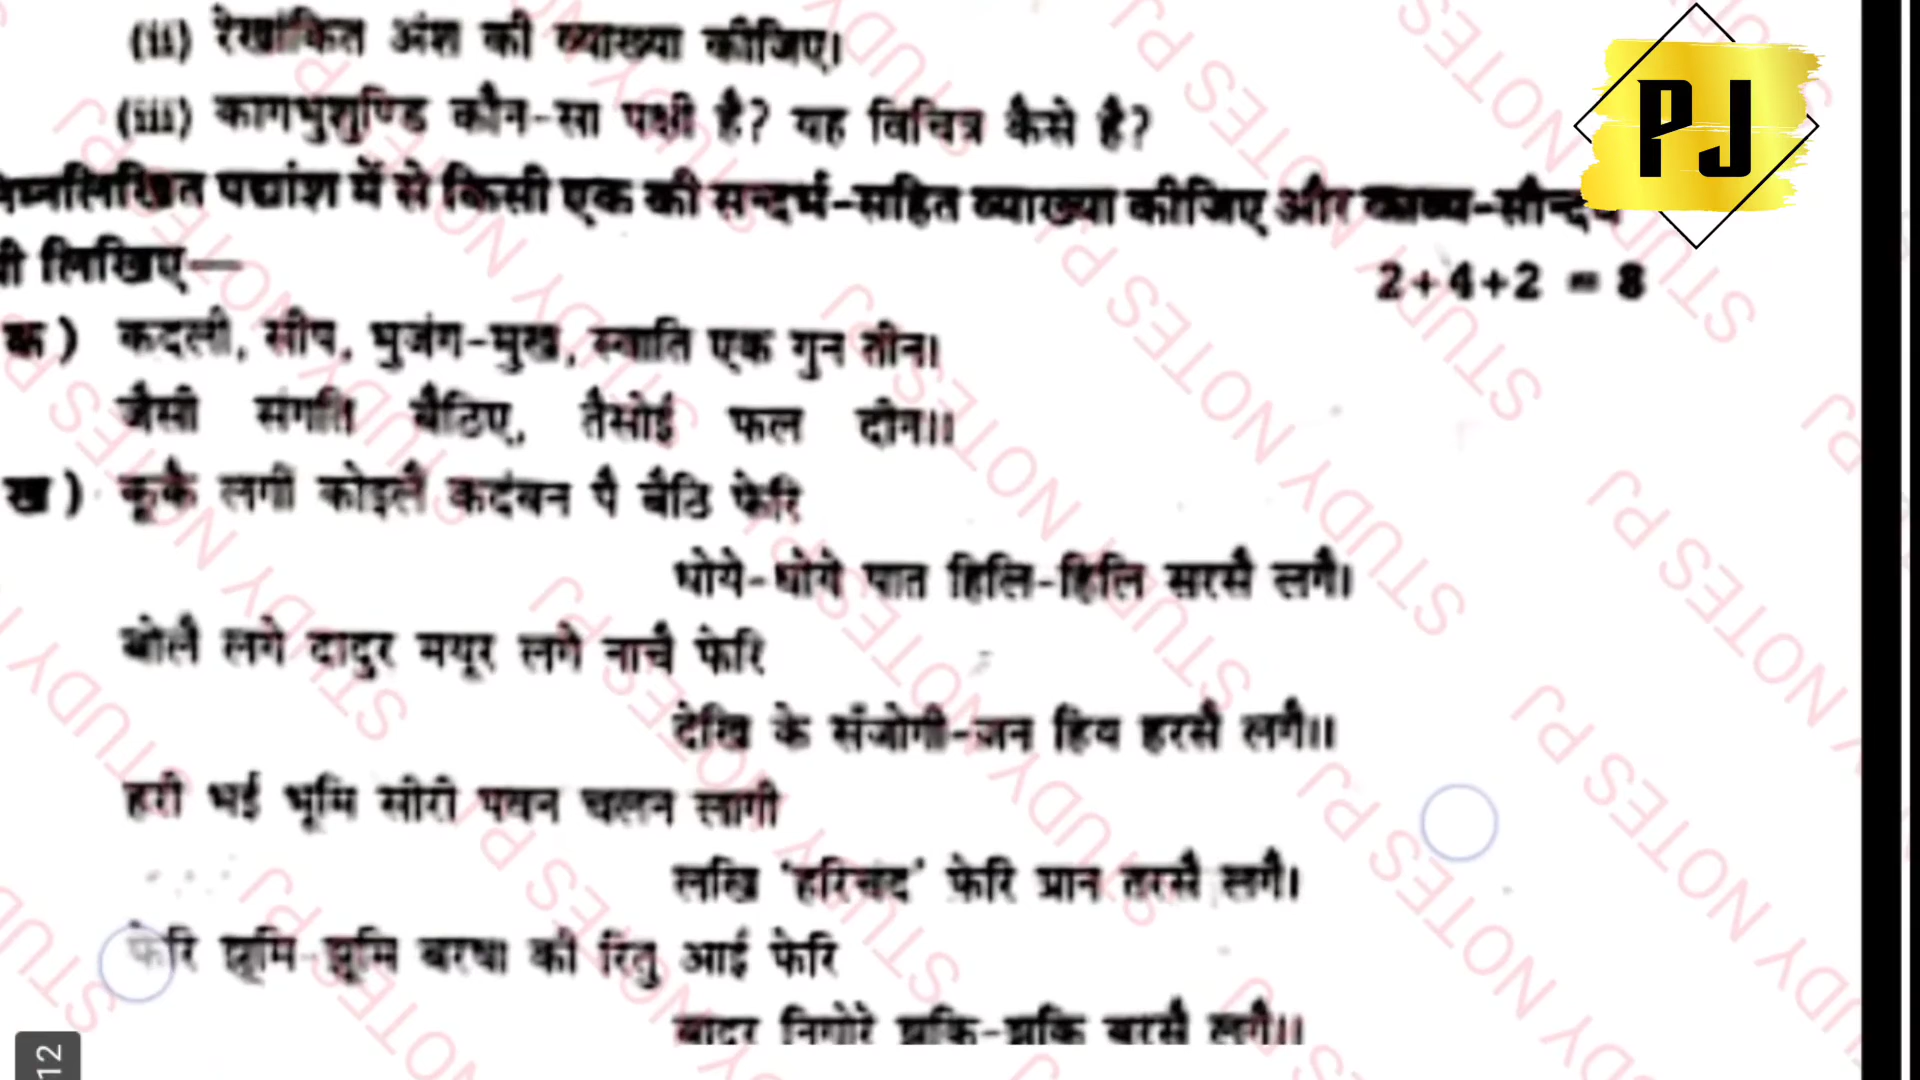 (ii) रेखांकित अंश की व्याख्या कीजिए।
(iii) कागभुशुण्डि कौन-सा पक्षी है? यह विचित्र कैसे है?
निम्नलिखित पद्यांश में से किसी एक की सन्दर्भ-सहित व्याख्या कीजिए और काव्य-सौन्दर्य
भी लिखिए—
2+4+2 = 8
क) कदली, सीप, भुजंग-मुख, स्वाति एक गुन तीन।
जैसी संगति बैठिए, तैसोई फल दीन॥
ख) कूकै लगीं कोइलैं कदंबन पै बैठि फेरि
धोये-धोये पात हिलि-हिलि सरसै लगै।
बोलै लगे दादुर मयूर लगे नाचै फेरि
देखि के सँजोगी-जन हिय हरसै लगै॥
हरी भई भूमि सीरी पवन चलन लागी
लखि 'हरिचंद' फेरि प्रान तरसै लगै।
फेरि झूमि-झूमि बरषा की रितु आई फेरि
बादर निगोरे झुकि-झुकि बरसै लगै॥
PJ
12
STUDY NOTES PJ